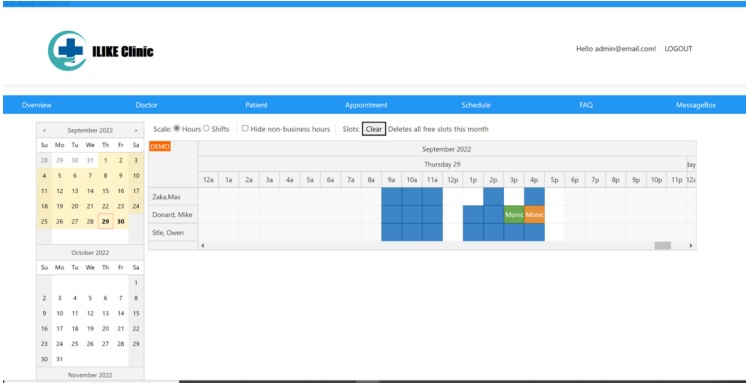 ILIKE Clinic
Hello admin@email.com! LOGOUT
Overview Doctor Patient Appointment Schedule FAQ MessageBox
« September 2022 »
Su Mo Tu We Th Fr Sa
28 29 30 31 1 2 3
4 5 6 7 8 9 10
11 12 13 14 15 16 17
18 19 20 21 22 23 24
25 26 27 28 29 30
October 2022
Su Mo Tu We Th Fr Sa
1
2 3 4 5 6 7 8
9 10 11 12 13 14 15
16 17 18 19 20 21 22
23 24 25 26 27 28 29
30 31
November 2022
Scale: Hours Shifts Hide non-business hours Slots: Clear Deletes all free slots this month
DEMO
September 2022
Thursday 29 day
12a 1a 2a 3a 4a 5a 6a 7a 8a 9a 10a 11a 12p 1p 2p 3p 4p 5p 6p 7p 8p 9p 10p 11p 12a
Zaka,Max
Donard, Mike Monic Monic
Stle, Owen